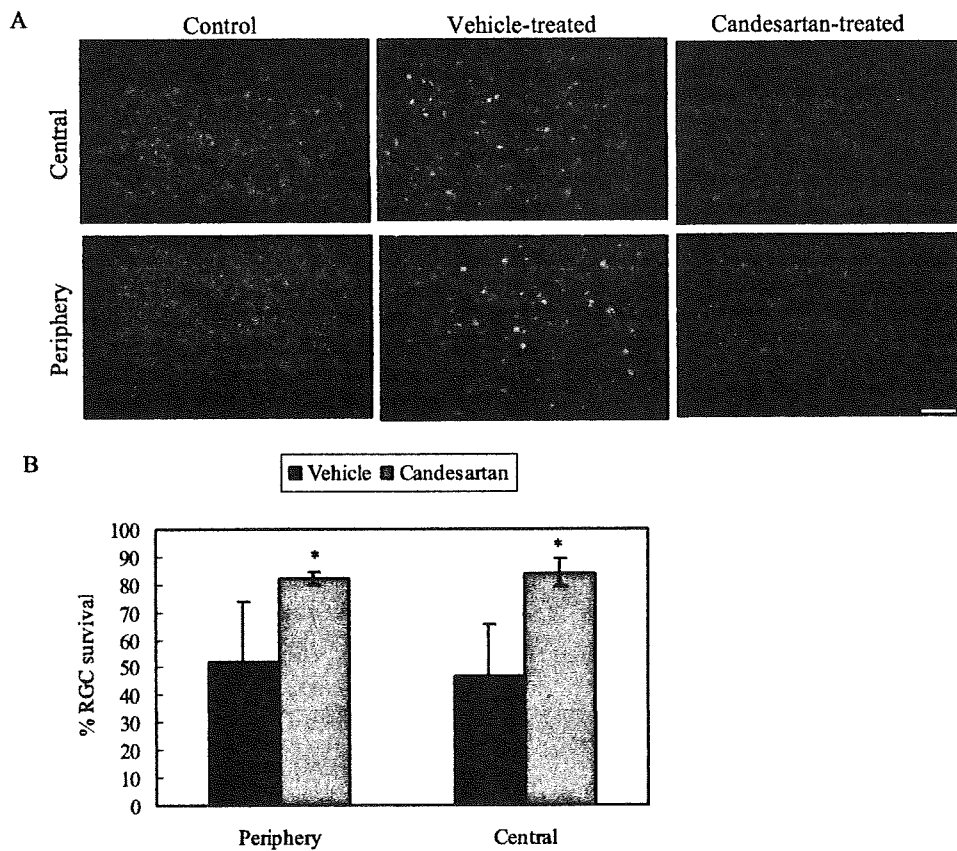 A
Control Vehicle-treated Candesartan-treated
Central
Periphery
B
Vehicle Candesartan
% RGC survival
100
90
80
70
60
50
40
30
20
10
0
* *
Periphery Central